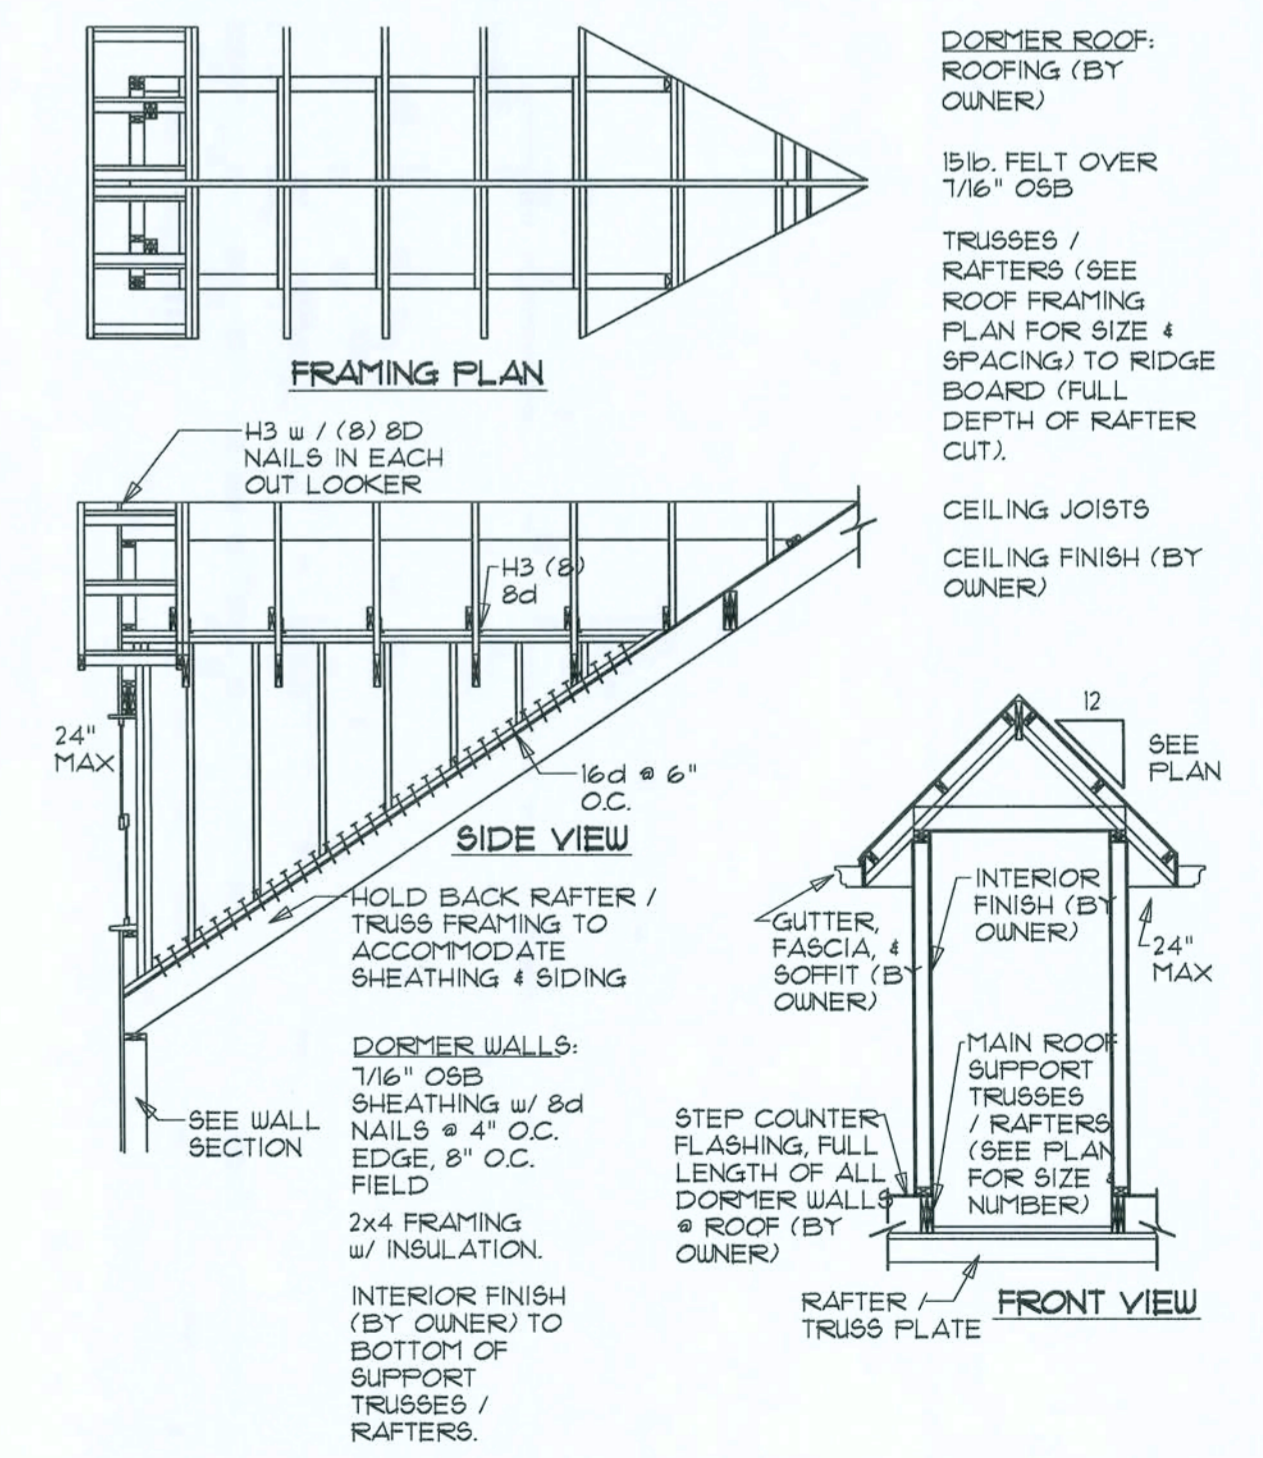 DORMER ROOF:
ROOFING (BY
OWNER)
15lb. FELT OVER
7/16" OSB
TRUSSES /
RAFTERS (SEE
ROOF FRAMING
PLAN FOR SIZE &
SPACING) TO RIDGE
BOARD (FULL
DEPTH OF RAFTER
CUT).
CEILING JOISTS
CEILING FINISH (BY
OWNER)
FRAMING PLAN
H3 w / (8) 8D
NAILS IN EACH
OUT LOOKER
H3 (8)
8d
24"
MAX
16d @ 6"
O.C.
SIDE VIEW
HOLD BACK RAFTER /
TRUSS FRAMING TO
ACCOMMODATE
SHEATHING & SIDING
SEE WALL
SECTION
DORMER WALLS:
7/16" OSB
SHEATHING w/ 8d
NAILS @ 4" O.C.
EDGE, 8" O.C.
FIELD
2x4 FRAMING
w/ INSULATION.
INTERIOR FINISH
(BY OWNER) TO
BOTTOM OF
SUPPORT
TRUSSES /
RAFTERS.
12
SEE
PLAN
INTERIOR
FINISH (BY
OWNER)
GUTTER,
FASCIA, &
SOFFIT (BY
OWNER)
24"
MAX
MAIN ROOF
SUPPORT
TRUSSES
/ RAFTERS
(SEE PLAN
FOR SIZE &
NUMBER)
STEP COUNTER
FLASHING, FULL
LENGTH OF ALL
DORMER WALLS
@ ROOF (BY
OWNER)
RAFTER /
TRUSS PLATE
FRONT VIEW